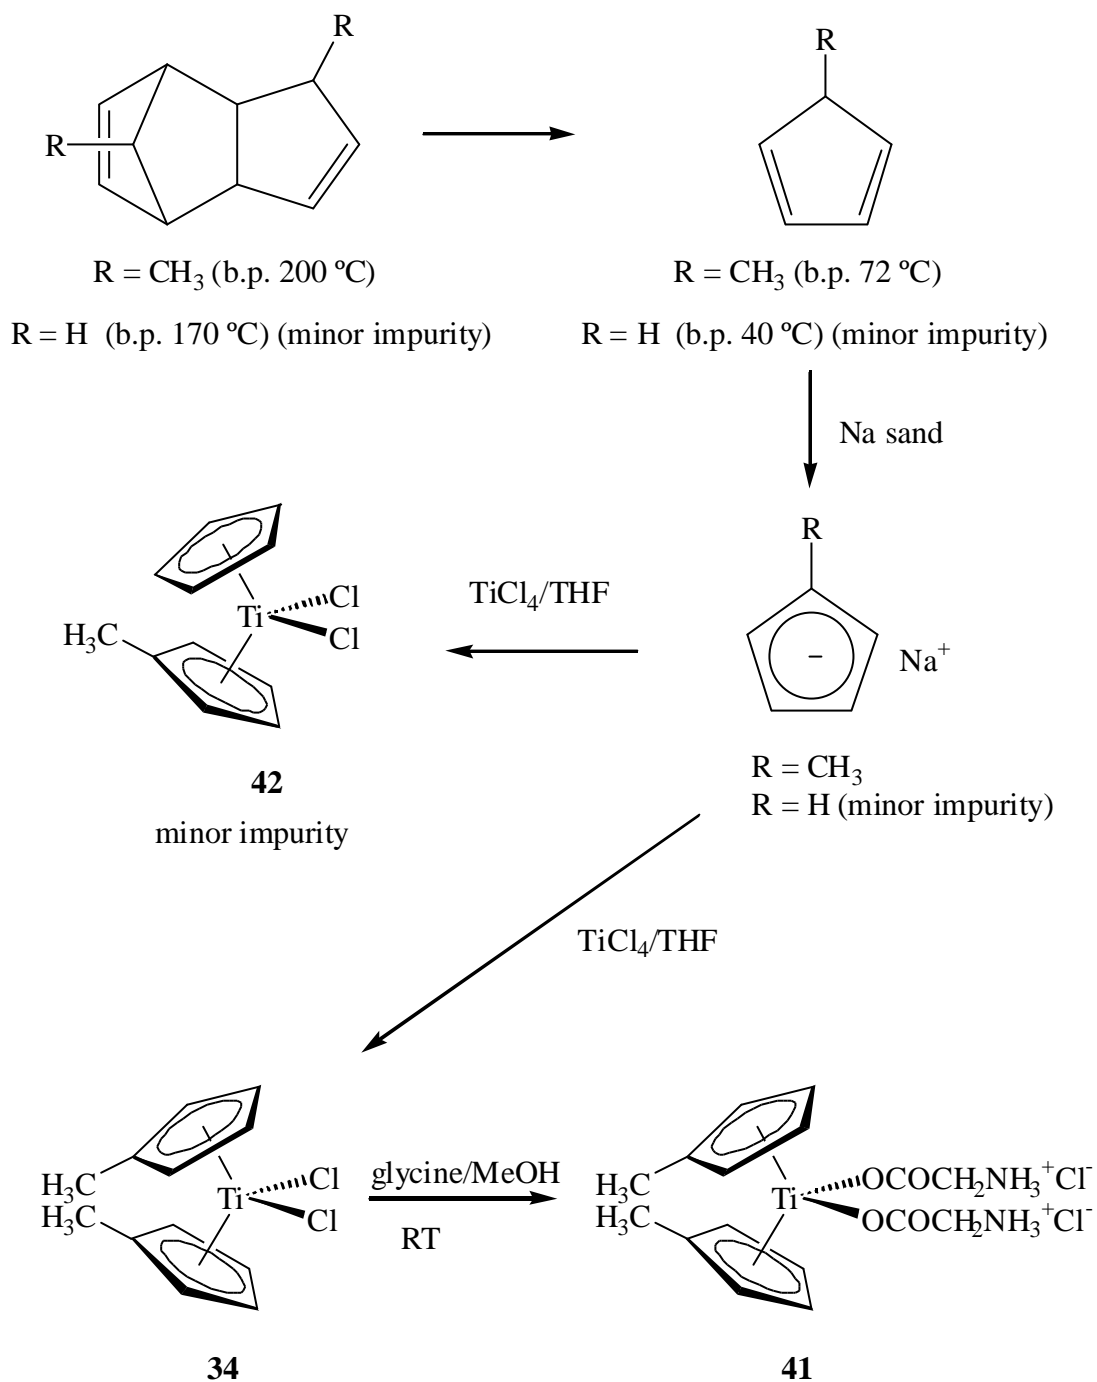 R
R
R
R = CH₃ (b.p. 200 ºC)
R = CH₃ (b.p. 72 ºC)
R = H (b.p. 170 ºC) (minor impurity)
R = H (b.p. 40 ºC) (minor impurity)
Na sand
R
TiCl₄/THF
Cl
Ti
Cl
H₃C
− Na⁺
42
minor impurity
R = CH₃
R = H (minor impurity)
TiCl₄/THF
H₃C
H₃C
Ti
Cl
Cl
glycine/MeOH
RT
H₃C
H₃C
Ti
OCOCH₂NH₃⁺Cl⁻
OCOCH₂NH₃⁺Cl⁻
34
41